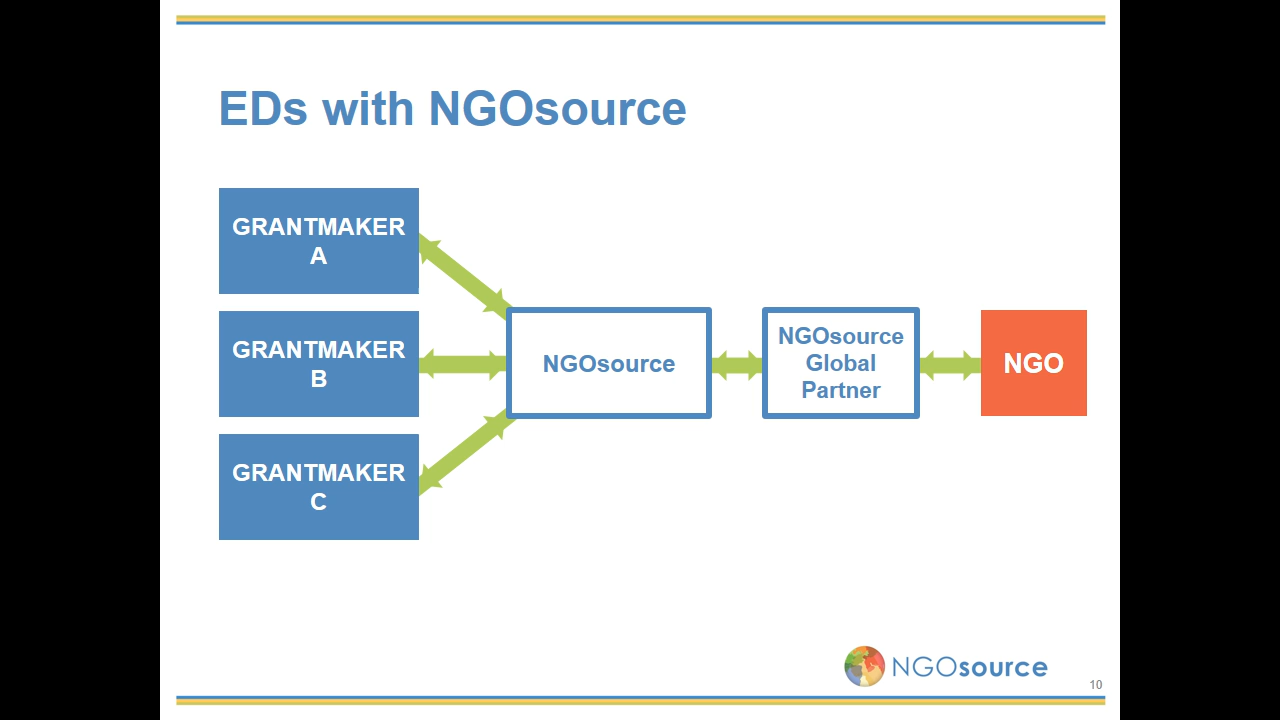 EDs with NGOsource
GRANTMAKER
A
GRANTMAKER
B
GRANTMAKER
C
NGOsource
NGOsource
Global
Partner
NGO
NGOsource
10